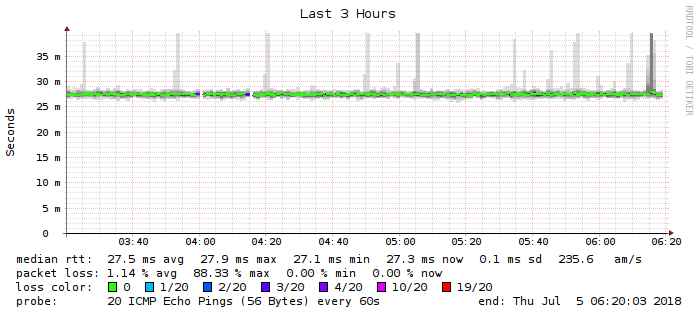 Last 3 Hours
RRDTOOL / TOBI OETIKER
Seconds
35 m
30 m
25 m
20 m
15 m
10 m
5 m
0
03:40 04:00 04:20 04:40 05:00 05:20 05:40 06:00 06:20
median rtt: 27.5 ms avg 27.9 ms max 27.1 ms min 27.3 ms now 0.1 ms sd 235.6 am/s
packet loss: 1.14 % avg 88.33 % max 0.00 % min 0.00 % now
loss color: 0 1/20 2/20 3/20 4/20 10/20 19/20
probe: 20 ICMP Echo Pings (56 Bytes) every 60s end: Thu Jul 5 06:20:03 2018